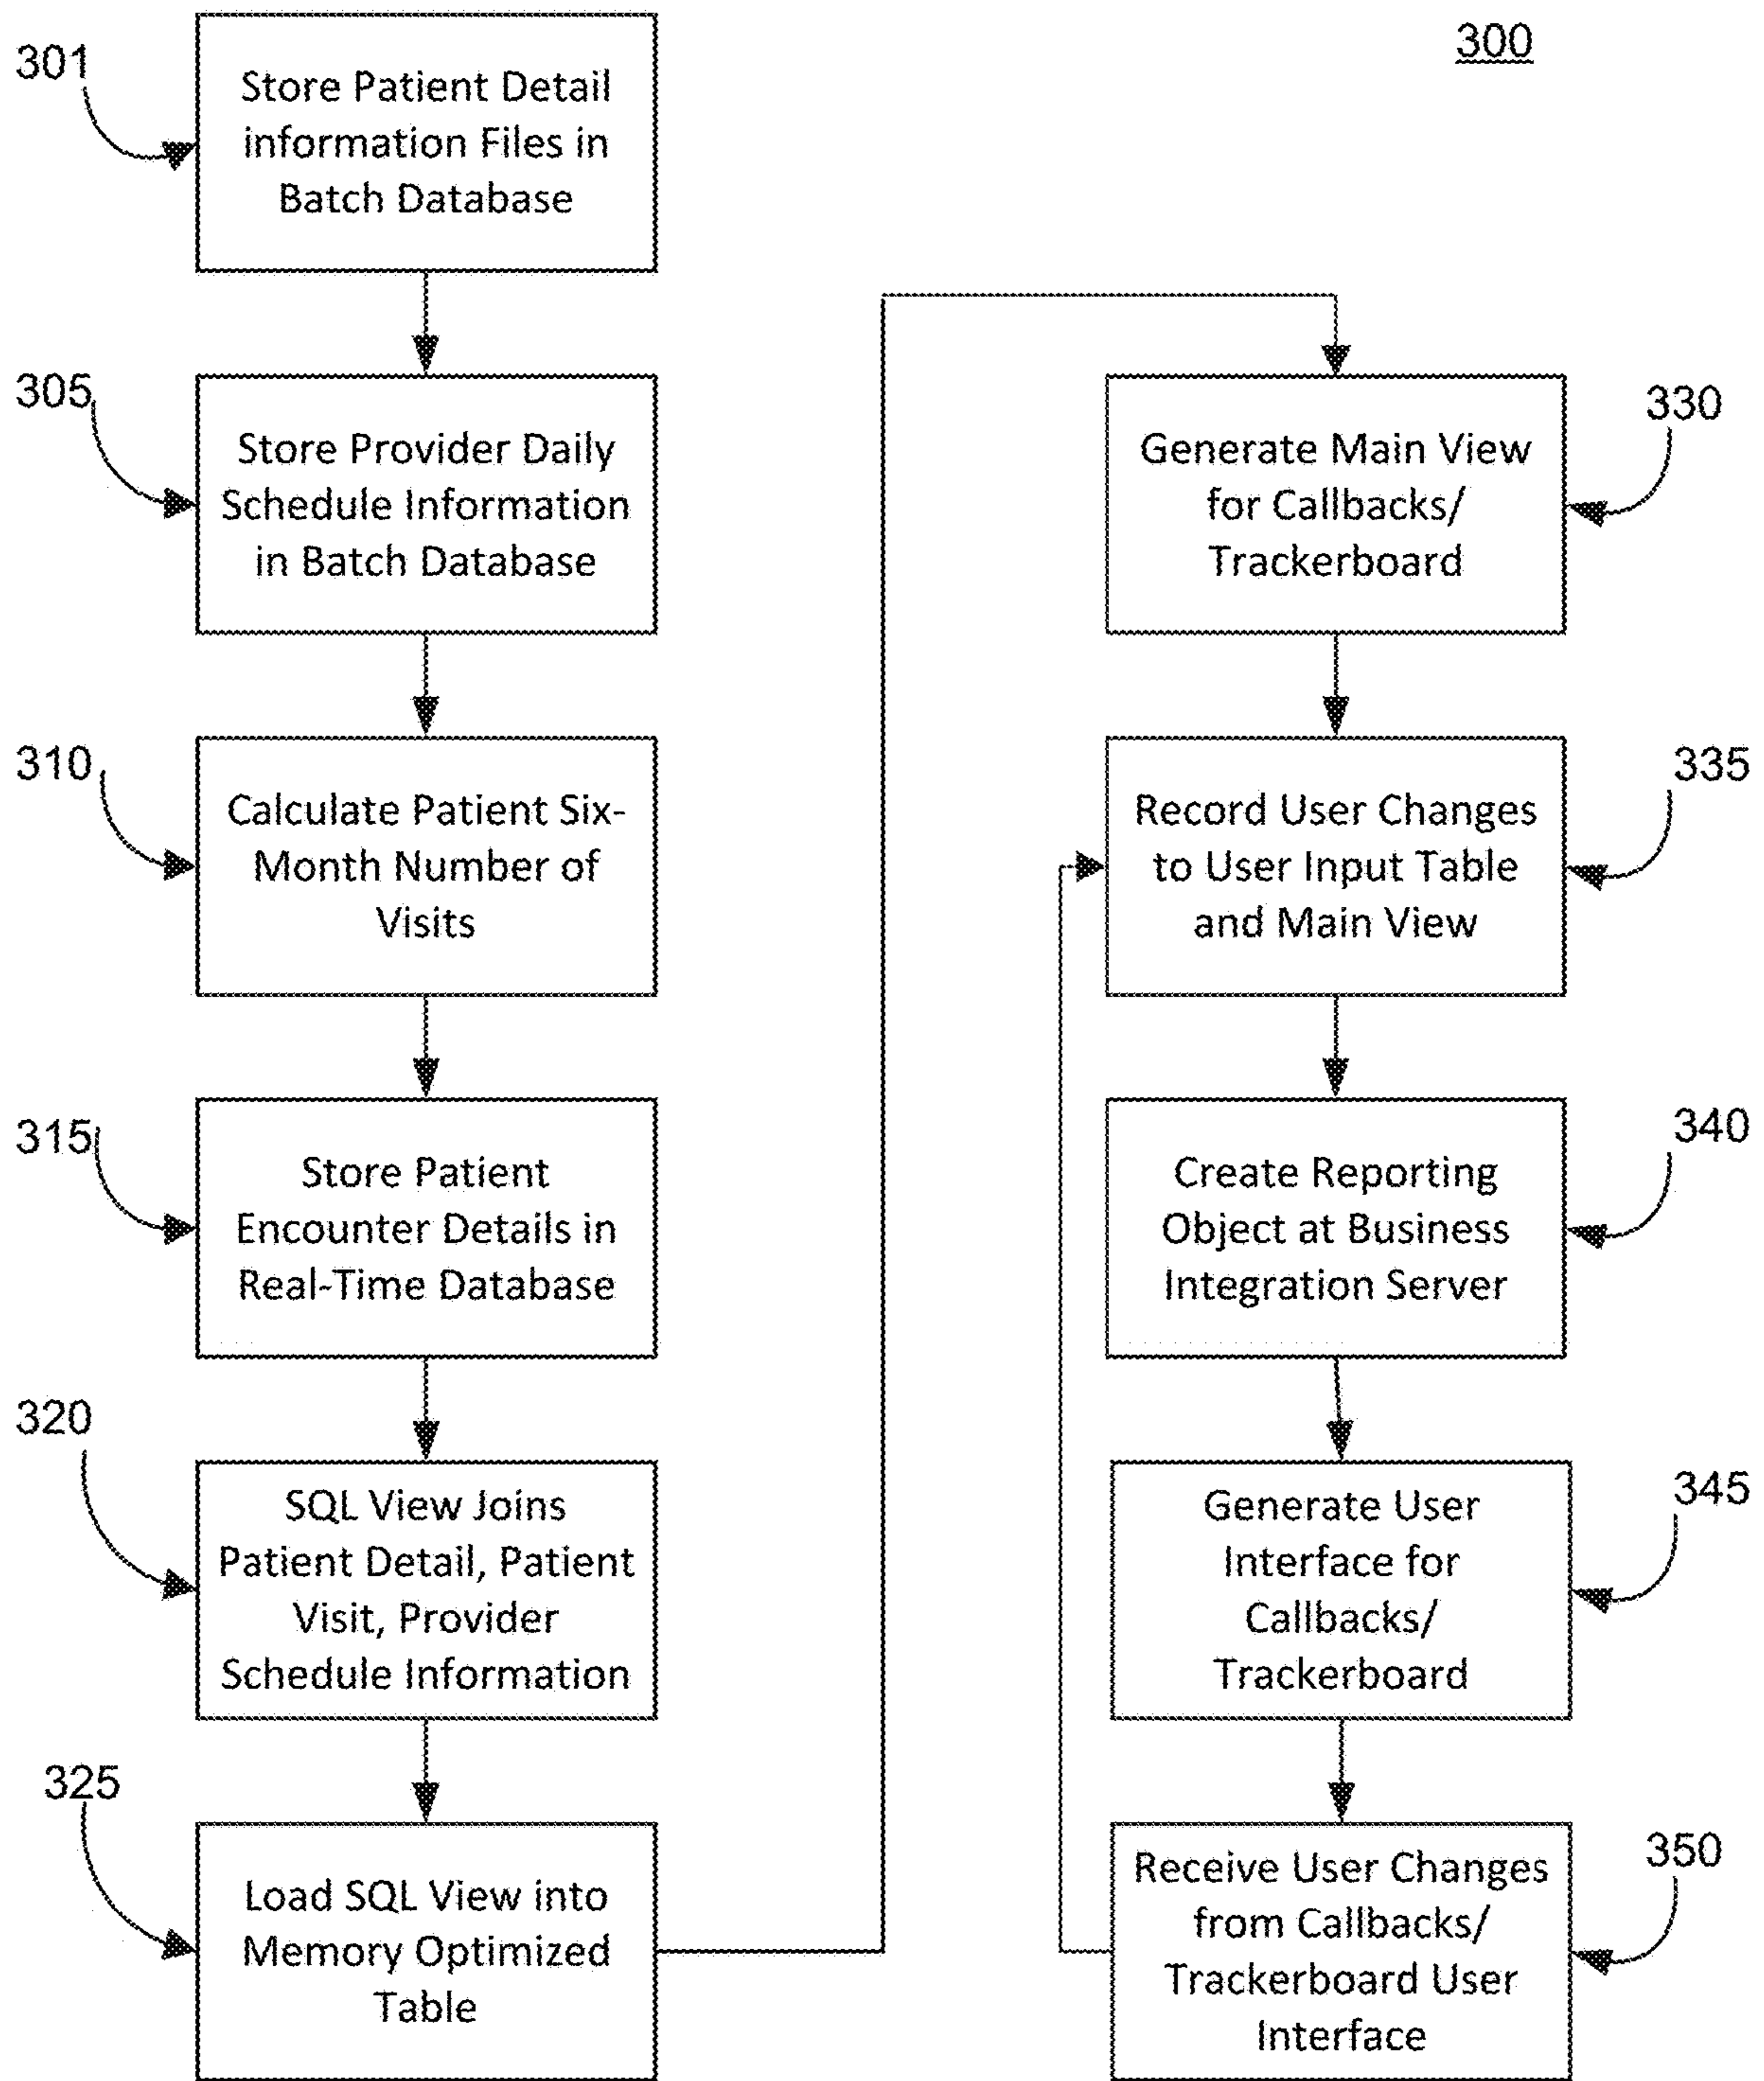 300
301
Store Patient Detail
information Files in
Batch Database
305
Store Provider Daily
Schedule Information
in Batch Database
310
Calculate Patient Six-
Month Number of
Visits
315
Store Patient
Encounter Details in
Real-Time Database
320
SQL View Joins
Patient Detail, Patient
Visit, Provider
Schedule Information
325
Load SQL View into
Memory Optimized
Table
330
Generate Main View
for Callbacks/
Trackerboard
335
Record User Changes
to User Input Table
and Main View
340
Create Reporting
Object at Business
Integration Server
345
Generate User
Interface for
Callbacks/
Trackerboard
350
Receive User Changes
from Callbacks/
Trackerboard User
Interface